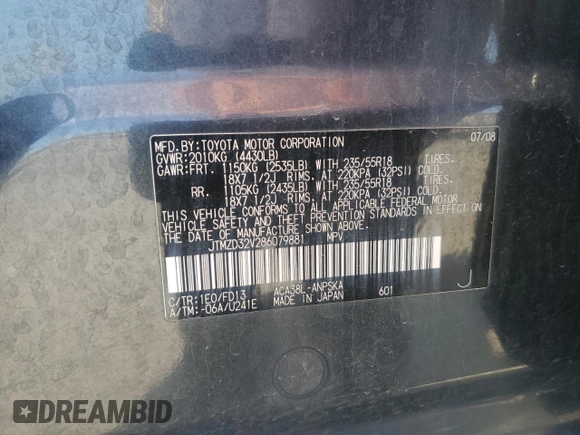 MFD.BY:TOYOTA MOTOR CORPORATION 07/08
GVWR:2010KG (4430LB)
GAWR:FRT. 1150KG (2535LB) WITH 235/55R18 TIRES.
18X7 1/2J RIMS, AT 220KPA (32PSI) COLD.
RR. 1105KG (2435LB) WITH 235/55R18 TIRES.
18X7 1/2J RIMS, AT 220KPA (32PSI) COLD.
THIS VEHICLE CONFORMS TO ALL APPLICABLE FEDERAL MOTOR
VEHICLE SAFETY AND THEFT PREVENTION STANDARDS IN EFFECT ON
THE DATE OF MANUFACTURE SHOWN ABOVE.
JTMZD32V286079881 MPV
C/TR:1E0/FD13 ACA38L-ANPSKA 601 J
A/TM:-06A/U241E MADE IN JAPAN
DREAMBID